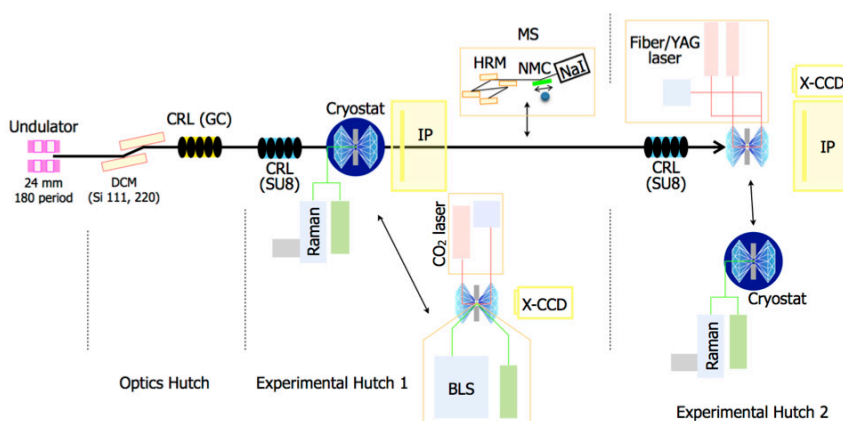 MS
HRM
NMC
NaI
Fiber/YAG
laser
X-CCD
IP
Undulator
24 mm
180 period
DCM
(Si 111, 220)
CRL (GC)
CRL
(SU8)
Cryostat
IP
CRL
(SU8)
Raman
CO2 laser
X-CCD
BLS
Cryostat
Raman
Optics Hutch
Experimental Hutch 1
Experimental Hutch 2